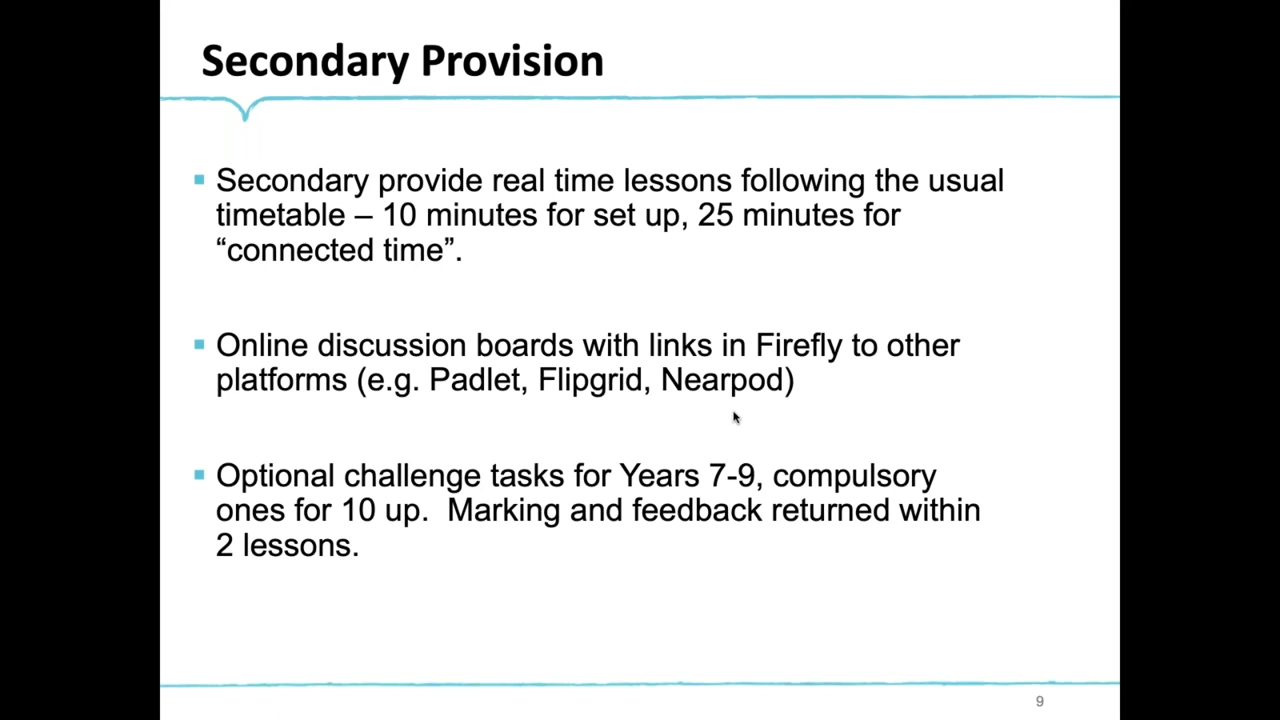 Secondary Provision
Secondary provide real time lessons following the usual
timetable – 10 minutes for set up, 25 minutes for
“connected time”.
Online discussion boards with links in Firefly to other
platforms (e.g. Padlet, Flipgrid, Nearpod)
Optional challenge tasks for Years 7-9, compulsory
ones for 10 up.  Marking and feedback returned within
2 lessons.
9